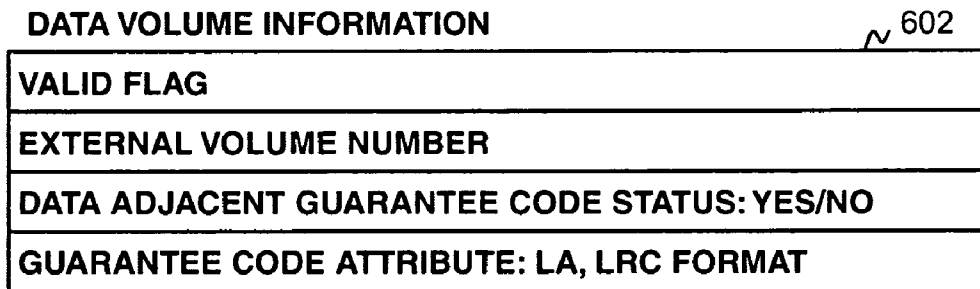 DATA VOLUME INFORMATION 602
VALID FLAG
EXTERNAL VOLUME NUMBER
DATA ADJACENT GUARANTEE CODE STATUS: YES/NO
GUARANTEE CODE ATTRIBUTE: LA, LRC FORMAT